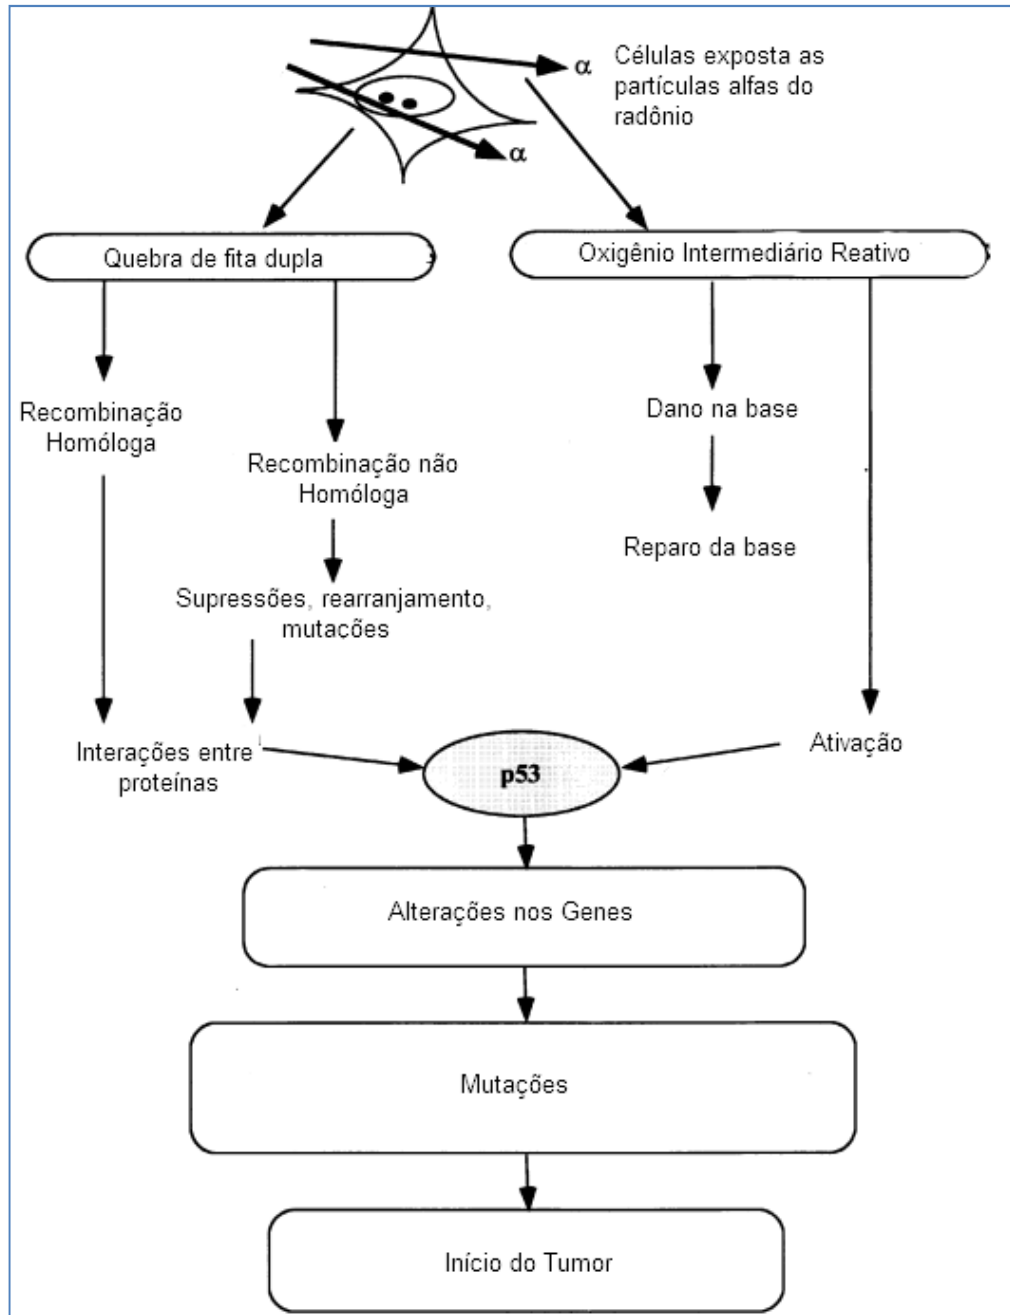 α
Células exposta as
partículas alfas do
radônio
α
Quebra de fita dupla
Oxigênio Intermediário Reativo
Recombinação
Homóloga
Recombinação não
Homóloga
Supressões, rearranjamento,
mutacões
Interações entre
proteínas
Dano na base
Reparo da base
Ativação
p53
Alterações nos Genes
Mutações
Início do Tumor